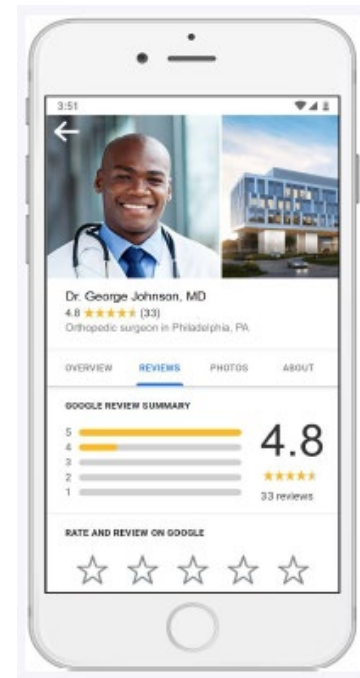 3:51
Dr. George Johnson, MD
4.8 ★★★★★ (33)
Orthopedic surgeon in Philadelphia, PA
OVERVIEW REVIEWS PHOTOS ABOUT
GOOGLE REVIEW SUMMARY
5
4
3
2
1
4.8
33 reviews
RATE AND REVIEW ON GOOGLE